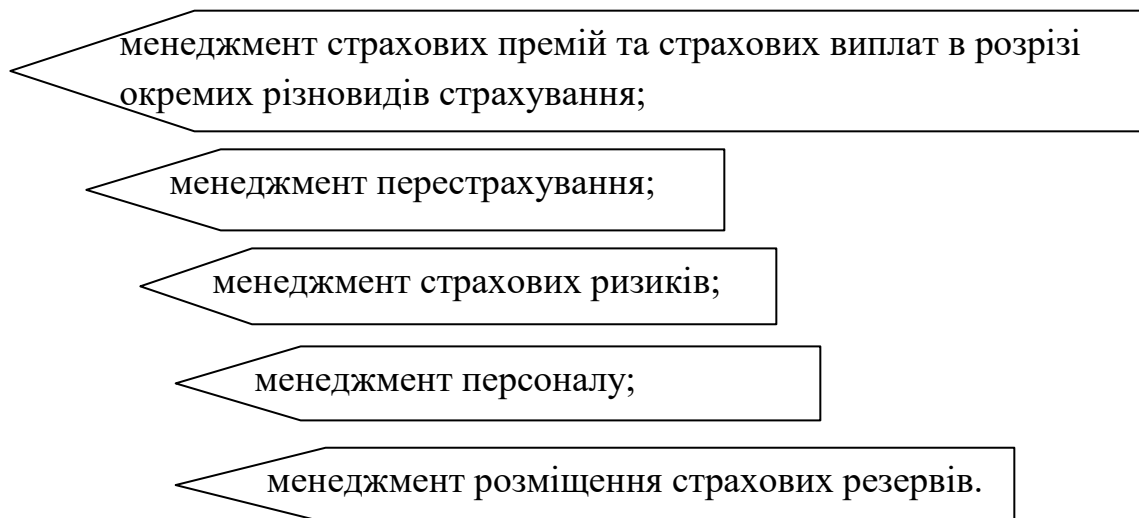 менеджмент страхових премій та страхових виплат в розрізі
окремих різновидів страхування;
менеджмент перестрахування;
менеджмент страхових ризиків;
менеджмент персоналу;
менеджмент розміщення страхових резервів.